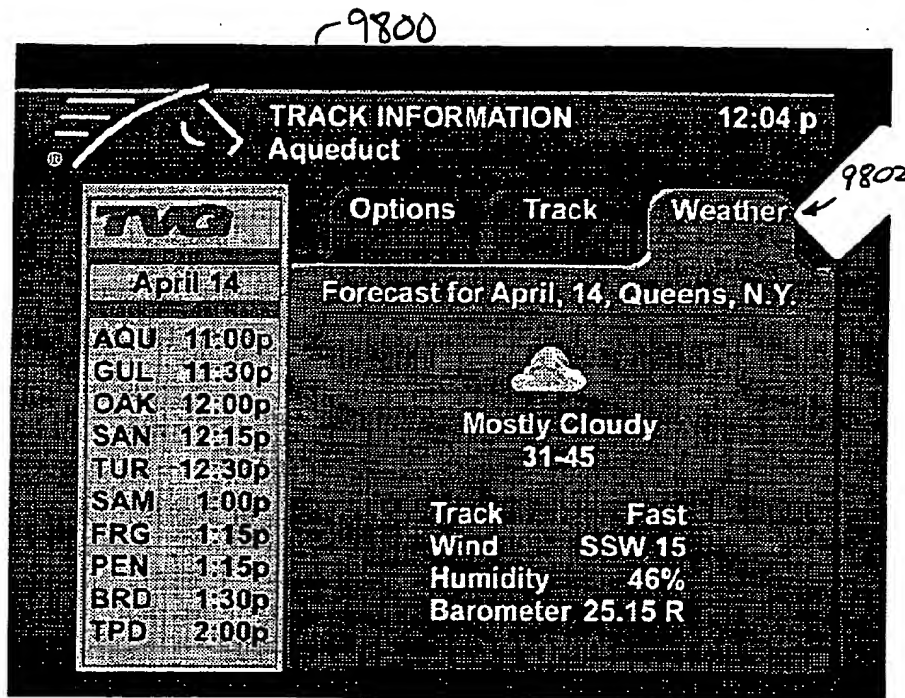 9800
TRACK INFORMATION 12:04 p
Aqueduct
®
9802
Options Track Weather
TVG
April 14
Forecast for April, 14, Queens, N.Y.
AQU 11:00p
GUL 11:30p
OAK 12:00p
SAN 12:15p
TUR 12:30p
SAM 1:00p
FRG 1:15p
PEN 1:15p
BRD 1:30p
TPD 2:00p
Mostly Cloudy
31-45
Track Fast
Wind SSW 15
Humidity 46%
Barometer 25.15 R